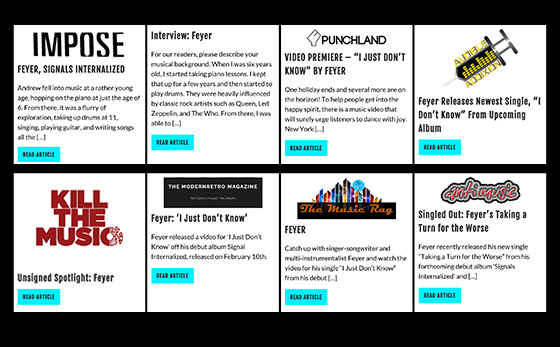 IMPOSE
FEYER, SIGNALS INTERNALIZED
Andrew fell into music at a rather young
age, hopping on the piano at just the age of
6. From there, it was a flurry of
exploration, taking up drums at 11,
singing, playing guitar, and writing songs
all the […]
READ ARTICLE
Interview: Feyer
For our readers, please describe your
musical background. When I was six years
old, I started taking piano lessons. I kept
that up for a few years and then started to
play drums. They were heavily influenced
by classic rock artists such as Queen, Led
Zeppelin, and The Who. From there, I was
able to […]
READ ARTICLE
PUNCHLAND
VIDEO PREMIERE – “I JUST DON’T
KNOW” BY FEYER
One holiday ends and several more are on
the horizon! To help people get into the
happy spirit, there is a music video that
will surely urge listeners to dance with joy.
New York […]
READ ARTICLE
AUDIBLE
ADDIXION
Feyer Releases Newest Single, “I
Don’t Know” From Upcoming
Album
READ ARTICLE
KILL
THE
MUSIC
Unsigned Spotlight: Feyer
READ ARTICLE
THE MODERNRETRO MAGAZINE
The future is the past - the revival.
Feyer: ‘I Just Don’t Know’
Feyer released a video for ‘I Just Don’t
Know’ off his debut album Signal
Internalized, released on February 10th.
READ ARTICLE
The Music Rag
FEYER
Catch up with singer-songwriter and
multi-instrumentalist Feyer and watch the
video for his single “I Just Don’t Know”
from his debut […]
READ ARTICLE
antimusic
Singled Out: Feyer’s Taking a
Turn for the Worse
Feyer recently released his new single
“Taking a Turn for the Worse” from his
forthcoming debut album ‘Signals
Internalized’ and […]
READ ARTICLE